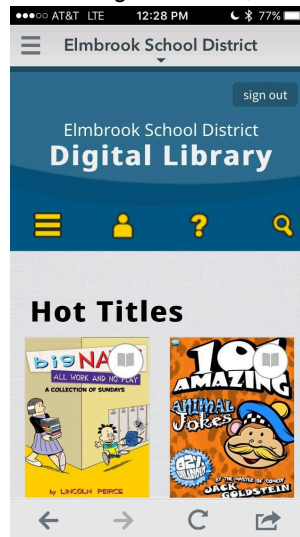 AT&T LTE 12:28 PM 77%
Elmbrook School District
sign out
Elmbrook School District
Digital Library
?
Hot Titles
big NATE
ALL WORK AND NO PLAY
A COLLECTION OF SUNDAYS
by LINCOLN PEIRCE
101
AMAZING
ANIMAL
Jokes
BY THE MASTER OF COMEDY
JACK
GOLDSTEIN